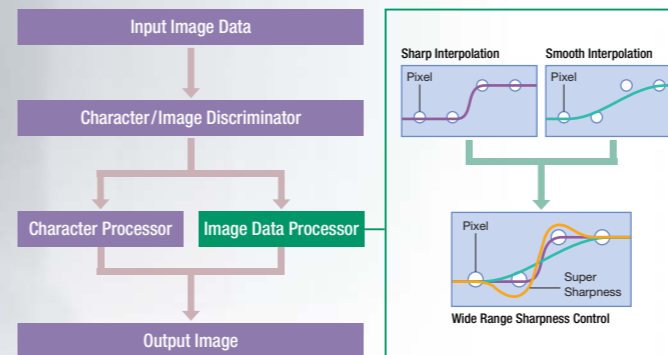 Input Image Data
Character/Image Discriminator
Character Processor
Image Data Processor
Output Image
Sharp Interpolation
Pixel
Smooth Interpolation
Pixel
Pixel
Super
Sharpness
Wide Range Sharpness Control